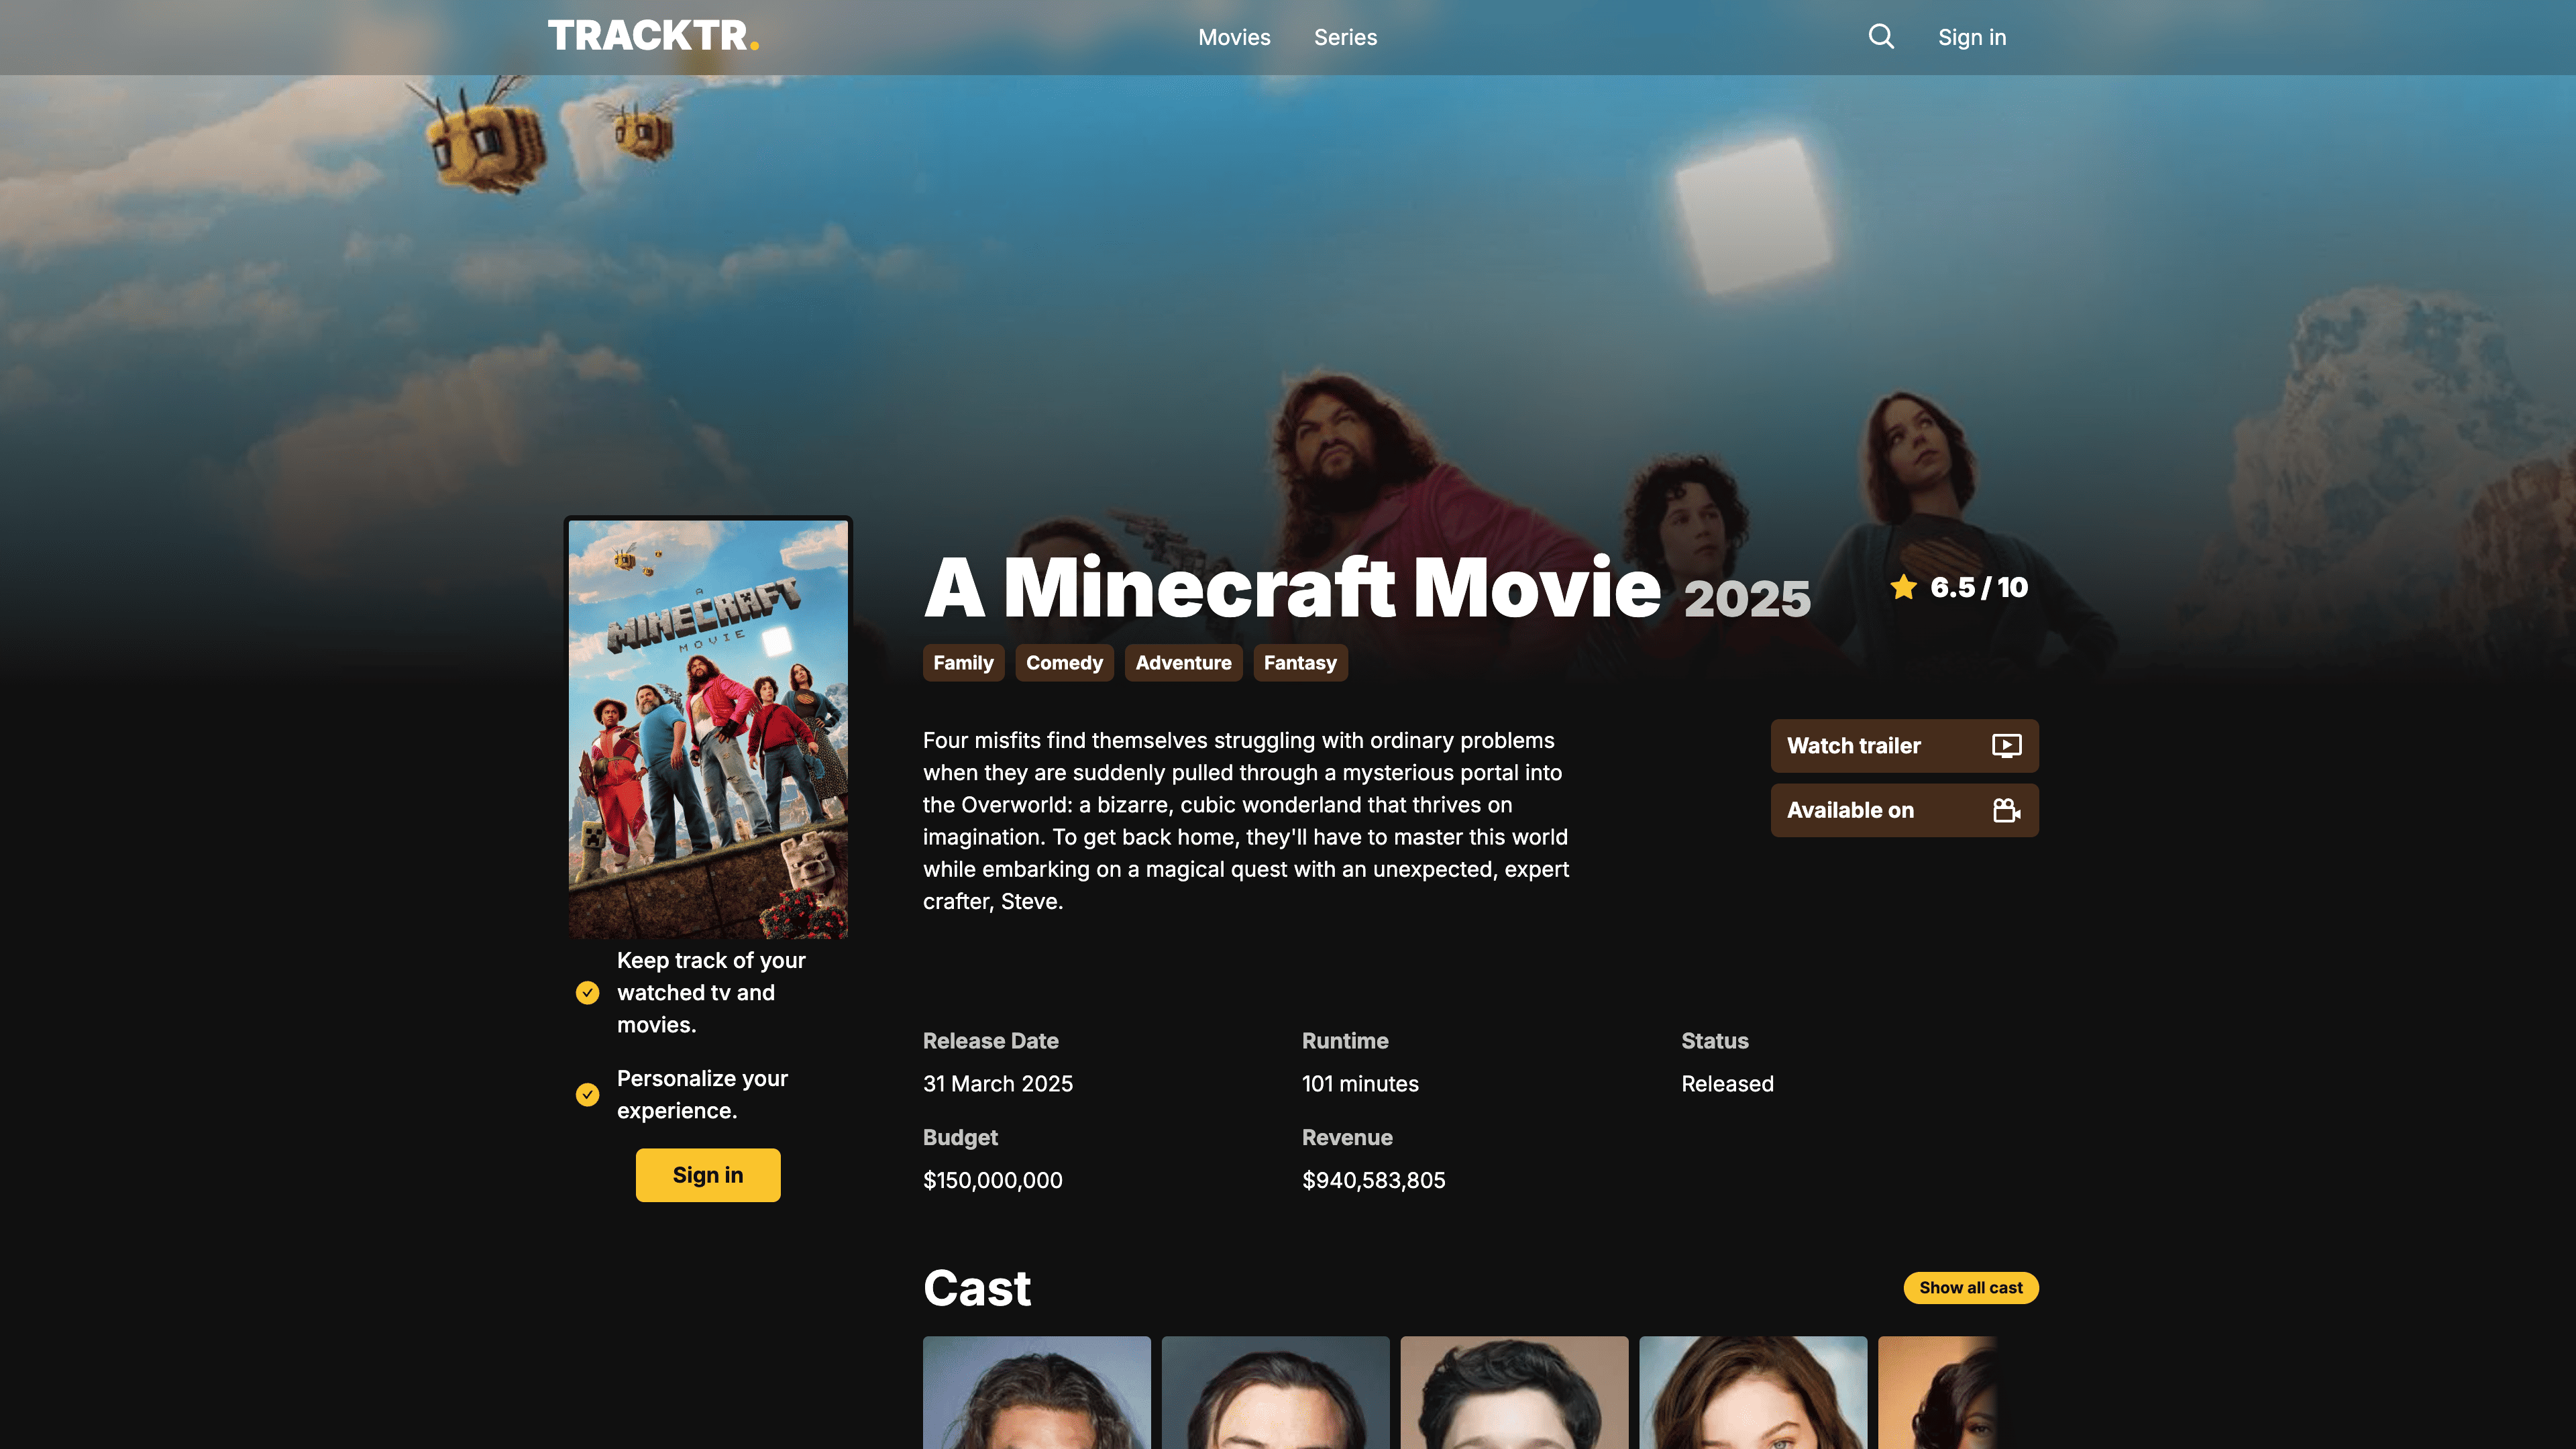 TRACKTR.
Movies
Series
Sign in
A
MINECRAFT
MOVIE
A Minecraft Movie 2025
6.5 / 10
Family
Comedy
Adventure
Fantasy
Four misfits find themselves struggling with ordinary problems
when they are suddenly pulled through a mysterious portal into
the Overworld: a bizarre, cubic wonderland that thrives on
imagination. To get back home, they'll have to master this world
while embarking on a magical quest with an unexpected, expert
crafter, Steve.
Watch trailer
Available on
Keep track of your
watched tv and
movies.
Personalize your
experience.
Sign in
Release Date
31 March 2025
Runtime
101 minutes
Status
Released
Budget
$150,000,000
Revenue
$940,583,805
Cast
Show all cast